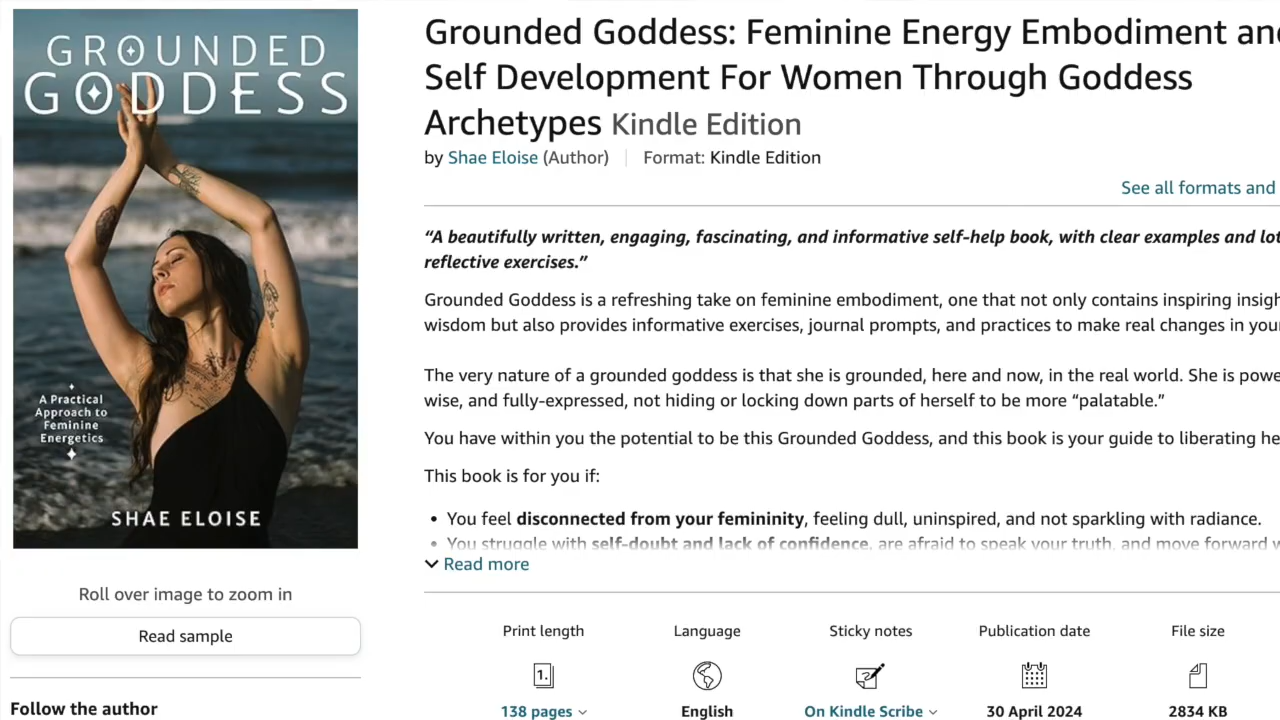 GROUNDED
GODDESS
A Practical
Approach to
Feminine
Energetics
SHAE ELOISE
Roll over image to zoom in
Read sample
Follow the author
Grounded Goddess: Feminine Energy Embodiment an
Self Development For Women Through Goddess
Archetypes Kindle Edition
by Shae Eloise (Author) Format: Kindle Edition
See all formats and
“A beautifully written, engaging, fascinating, and informative self-help book, with clear examples and lot
reflective exercises.”
Grounded Goddess is a refreshing take on feminine embodiment, one that not only contains inspiring insigh
wisdom but also provides informative exercises, journal prompts, and practices to make real changes in you
The very nature of a grounded goddess is that she is grounded, here and now, in the real world. She is powe
wise, and fully-expressed, not hiding or locking down parts of herself to be more “palatable.”
You have within you the potential to be this Grounded Goddess, and this book is your guide to liberating he
This book is for you if:
• You feel disconnected from your femininity, feeling dull, uninspired, and not sparkling with radiance.
• You struggle with self-doubt and lack of confidence, are afraid to speak your truth, and move forward w
Read more
Print length Language Sticky notes Publication date File size
1.
138 pages English On Kindle Scribe 30 April 2024 2834 KB